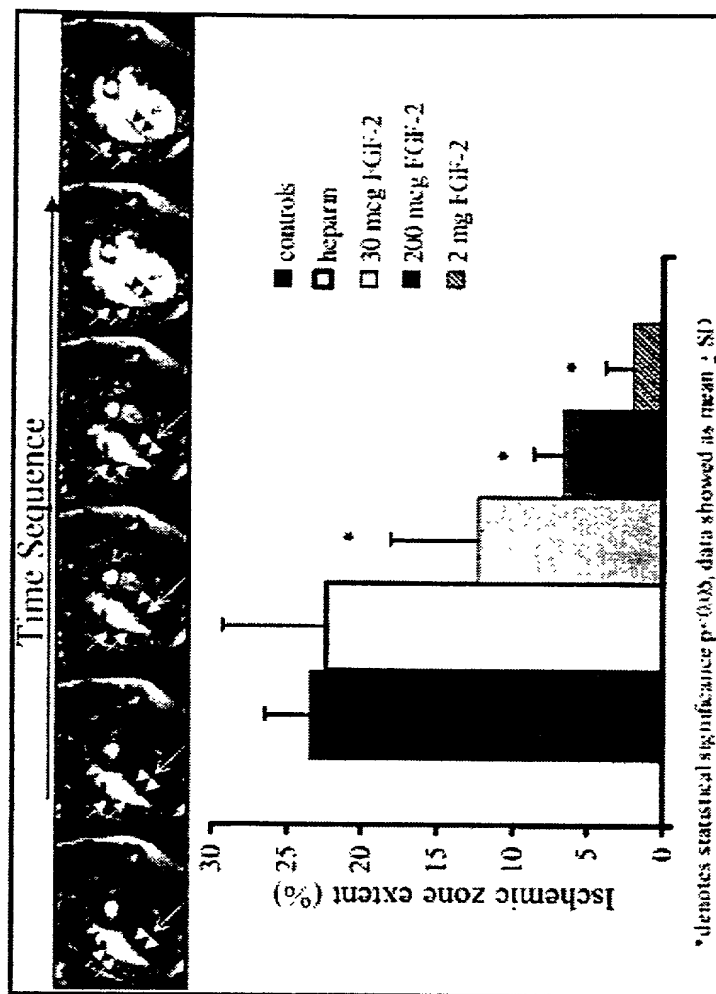 Time Sequence
controls
heparin
30 mcg FGF-2
200 mcg FGF-2
2 mg FGF-2
*
*
*
30
25
20
15
10
5
0
Ischemic zone extent (%)
*denotes statistical significance p<0.05, data showed as mean ± SD